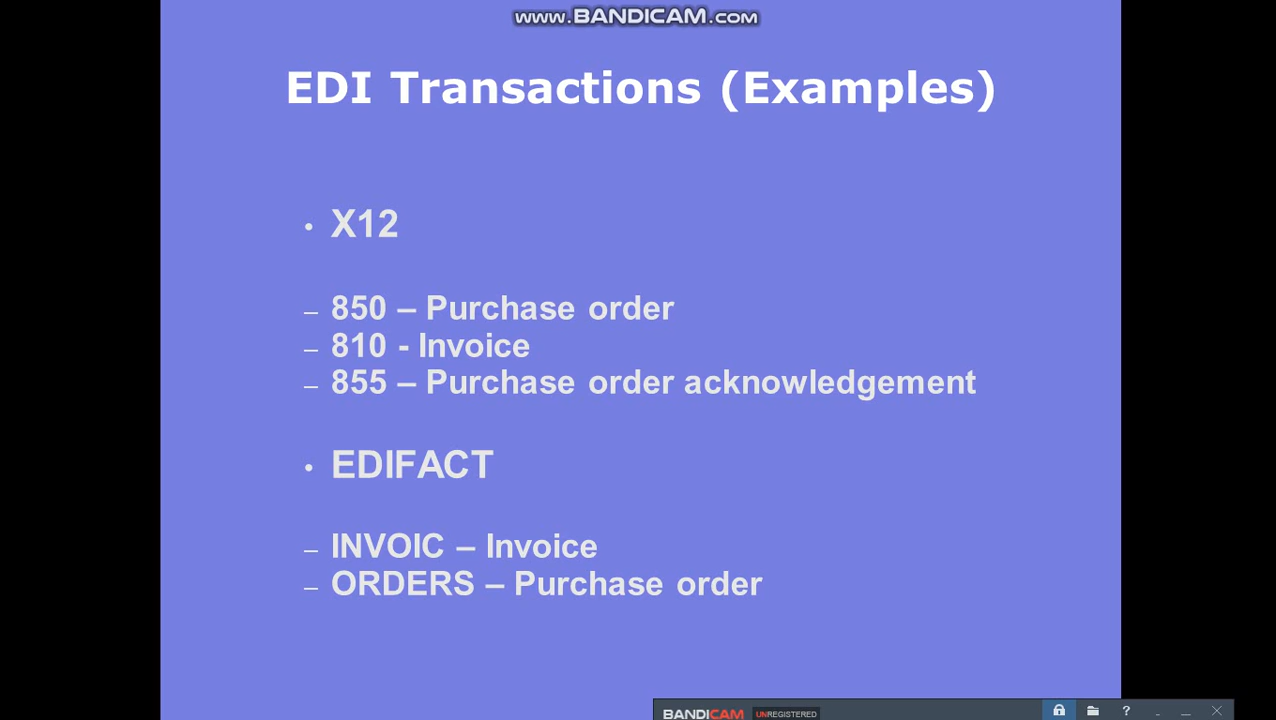 www.BANDICAM.com
EDI Transactions (Examples)
• X12
– 850 – Purchase order
– 810 - Invoice
– 855 – Purchase order acknowledgement
• EDIFACT
– INVOIC – Invoice
– ORDERS – Purchase order
BANDICAM UNREGISTERED ?